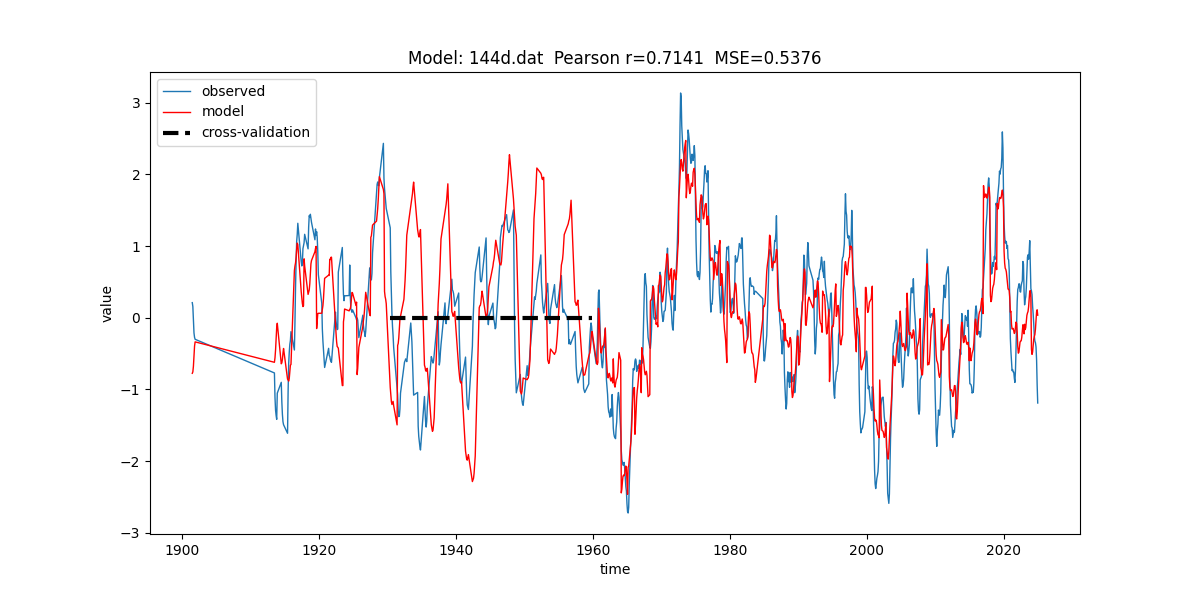 Model: 144d.dat  Pearson r=0.7141  MSE=0.5376
observed
model
cross-validation
value
3
2
1
0
−1
−2
−3
1900 1920 1940 1960 1980 2000 2020
time